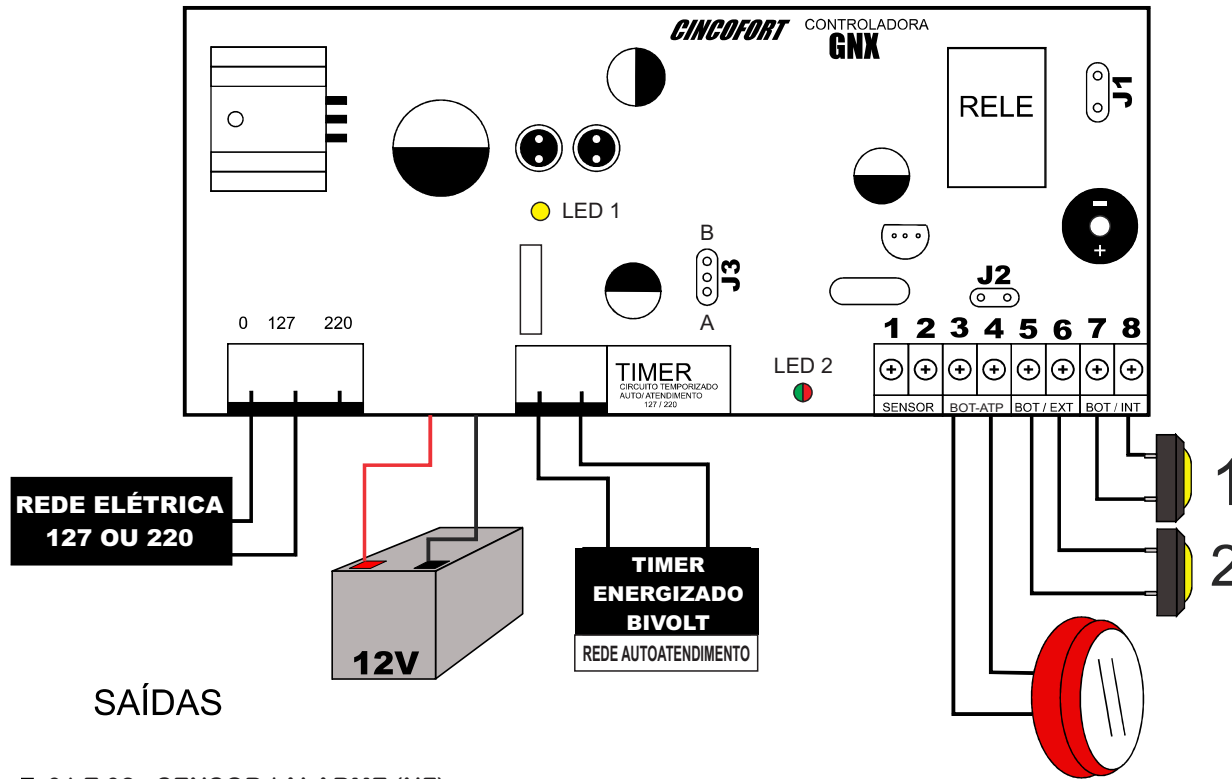 CINCOFORT
CONTROLADORA
GNX
RELE
J1
LED 1
B
J3
A
J2
-
+
0 127 220
1 2 3 4 5 6 7 8
TIMER
CIRCUITO TEMPORIZADO
AUTO/ ATENDIMENTO
127 / 220
LED 2
SENSOR BOT-ATP BOT / EXT BOT / INT
REDE ELÉTRICA
127 OU 220
12V
TIMER
ENERGIZADO
BIVOLT
REDE AUTOATENDIMENTO
1
2
SAÍDAS